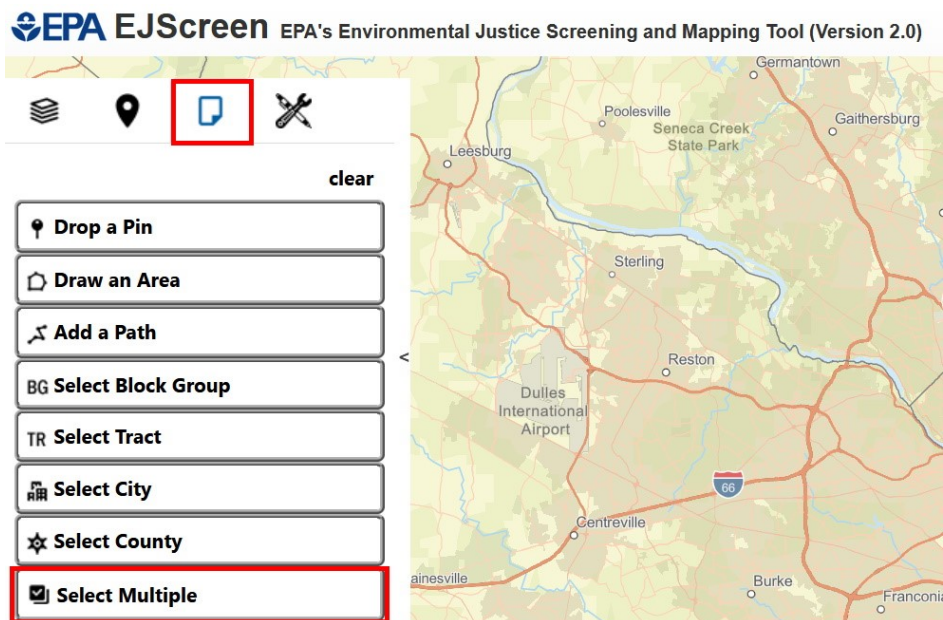 EPA EJScreen EPA's Environmental Justice Screening and Mapping Tool (Version 2.0)
clear
Drop a Pin
Draw an Area
Add a Path
BG Select Block Group
TR Select Tract
Select City
Select County
Select Multiple
<
Germantown
Poolesville
Gaithersburg
Seneca Creek
State Park
Leesburg
Sterling
Reston
Dulles
International
Airport
66
Centreville
ainesville
Burke
Franconia